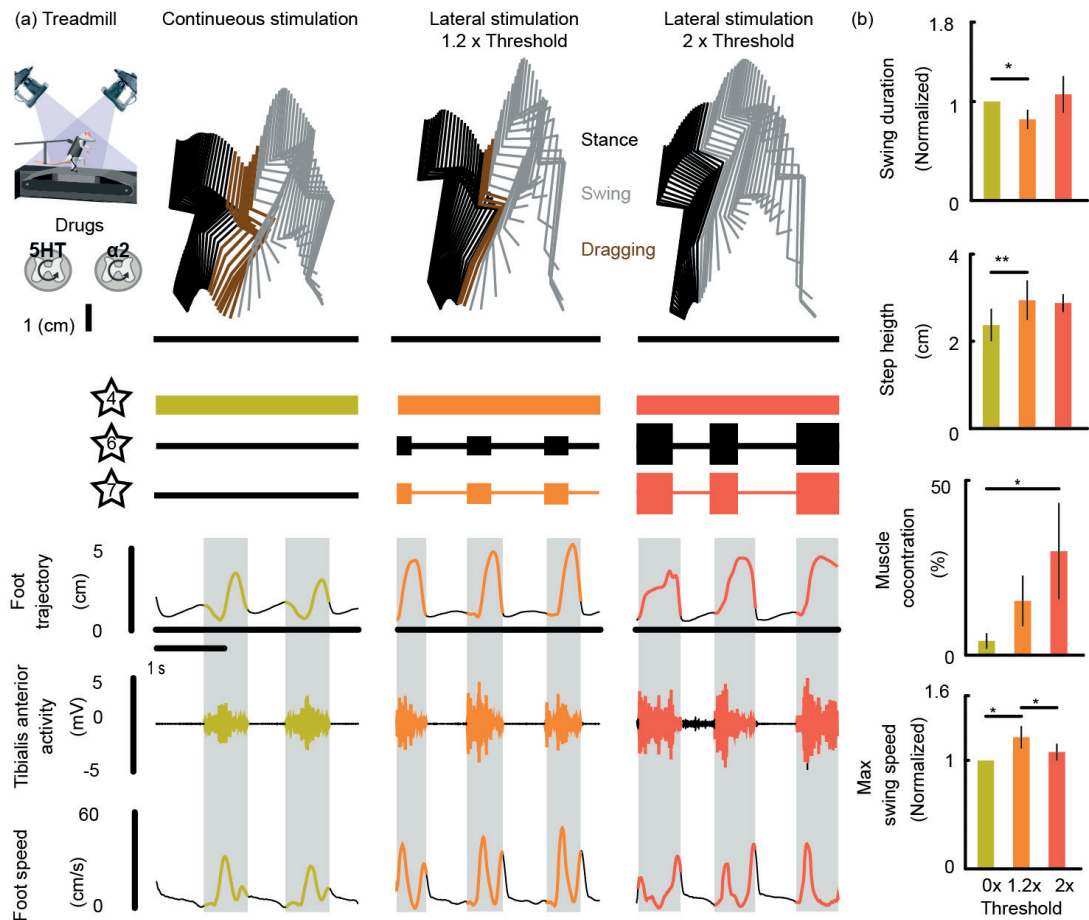 (a) Treadmill
Continueous stimulation
Lateral stimulation
1.2 x Threshold
Lateral stimulation
2 x Threshold
Stance
Swing
Dragging
Drugs
5HT
α2
1 (cm)
4
6
7
Foot
trajectory
(cm)
5
0
1 s
Tibialis anterior
activity
(mV)
5
0
-5
Foot speed
(cm/s)
60
0
(b)
Swing duration
(Normalized)
1.8
1
0
*
Step heigth
(cm)
4
2
0
**
Muscle
cocontration
(%)
50
0
*
Max
swing speed
(Normalized)
1.6
1
0
*
*
0x 1.2x 2x
Threshold